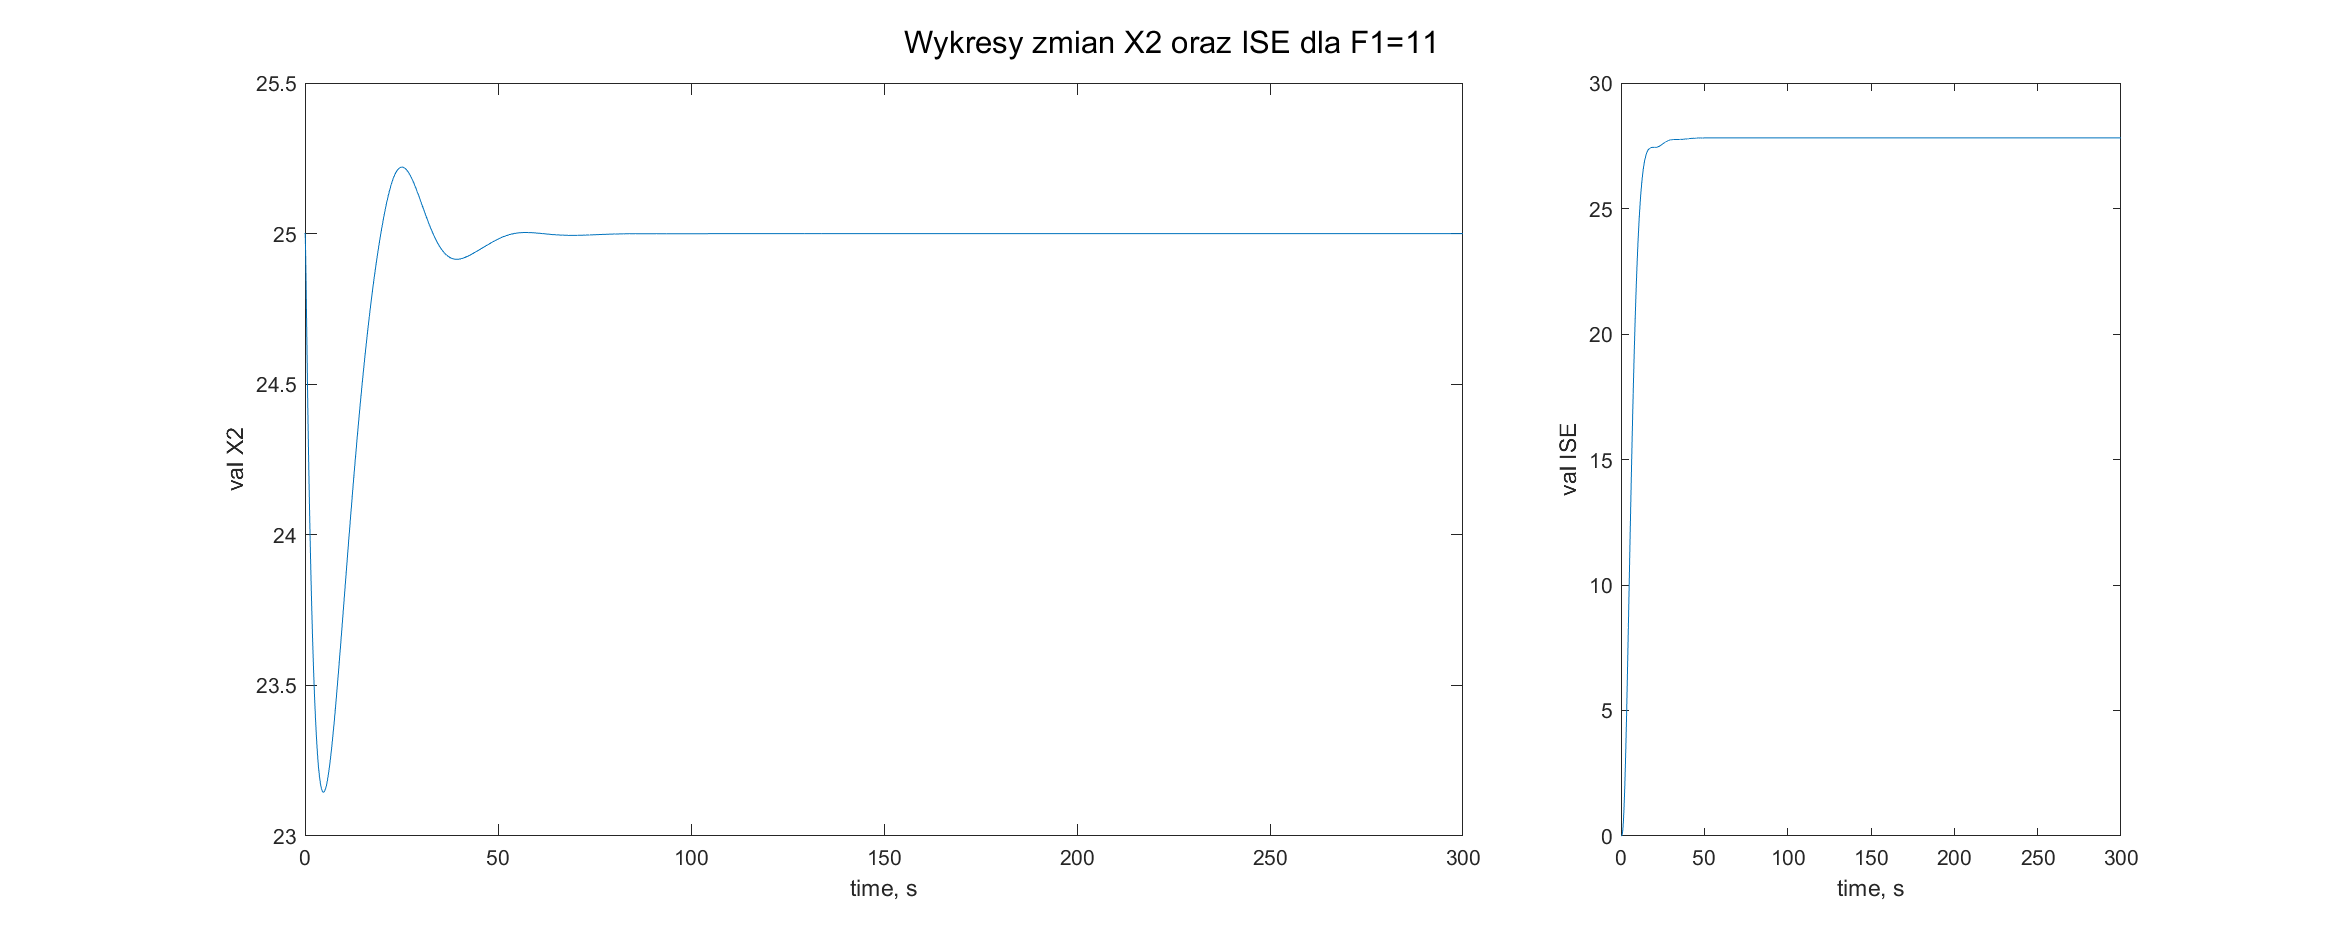 Wykresy zmian X2 oraz ISE dla F1=11
25.5
25
24.5
24
23.5
23
val X2
0 50 100 150 200 250 300
time, s
30
25
20
15
10
5
0
val ISE
0 50 100 150 200 250 300
time, s